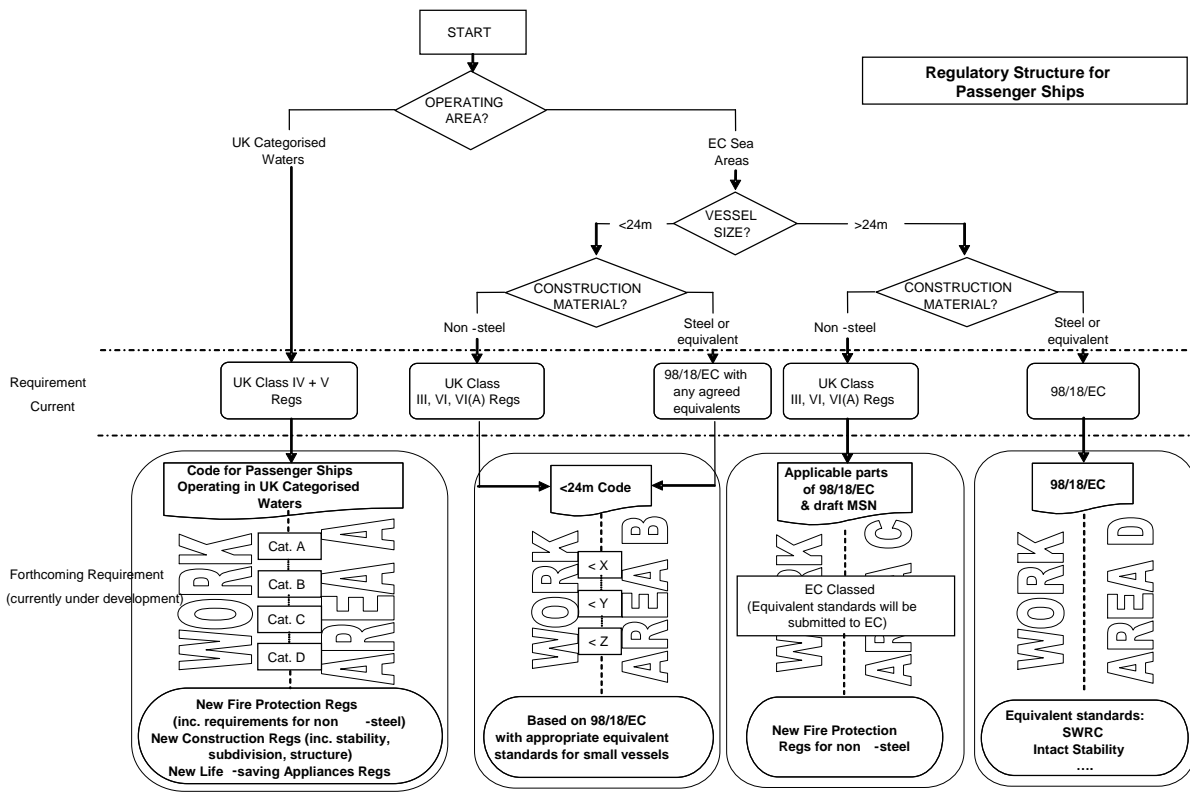 START
Regulatory Structure for
Passenger Ships
OPERATING
AREA?
UK Categorised
Waters
EC Sea
Areas
VESSEL
SIZE?
<24m
>24m
CONSTRUCTION
MATERIAL?
CONSTRUCTION
MATERIAL?
Non -steel
Steel or
equivalent
Non -steel
Steel or
equivalent
Requirement
Current
UK Class IV + V
Regs
UK Class
III, VI, VI(A) Regs
98/18/EC with
any agreed
equivalents
UK Class
III, VI, VI(A) Regs
98/18/EC
Forthcoming Requirement
(currently under development)
Code for Passenger Ships
Operating in UK Categorised
Waters
WORK
AREA A
Cat. A
Cat. B
Cat. C
Cat. D
New Fire Protection Regs
(inc. requirements for non -steel)
New Construction Regs (inc. stability,
subdivision, structure)
New Life -saving Appliances Regs
<24m Code
WORK
AREA B
< X
< Y
< Z
Based on 98/18/EC
with appropriate equivalent
standards for small vessels
Applicable parts
of 98/18/EC
& draft MSN
WORK
AREA C
EC Classed
(Equivalent standards will be
submitted to EC)
New Fire Protection
Regs for non -steel
98/18/EC
WORK
AREA D
Equivalent standards:
SWRC
Intact Stability
....